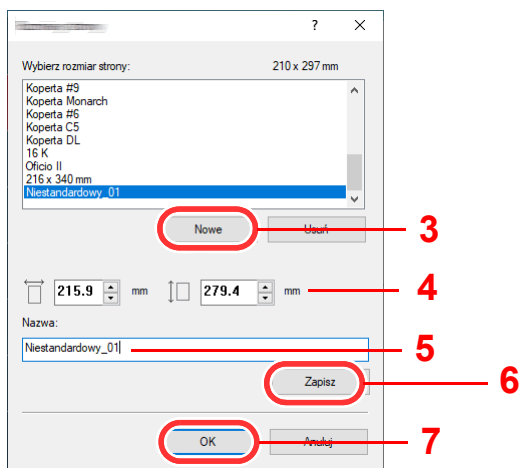 ? ×
Wybierz rozmiar strony: 210 x 297 mm
Koperta #9
Koperta Monarch
Koperta #6
Koperta C5
Koperta DL
16 K
Oficio II
216 x 340 mm
Niestandardowy_01
Nowe Usuń 3
215.9 mm 279.4 mm 4
Nazwa:
Niestandardowy_01 5
Zapisz 6
OK Anuluj 7